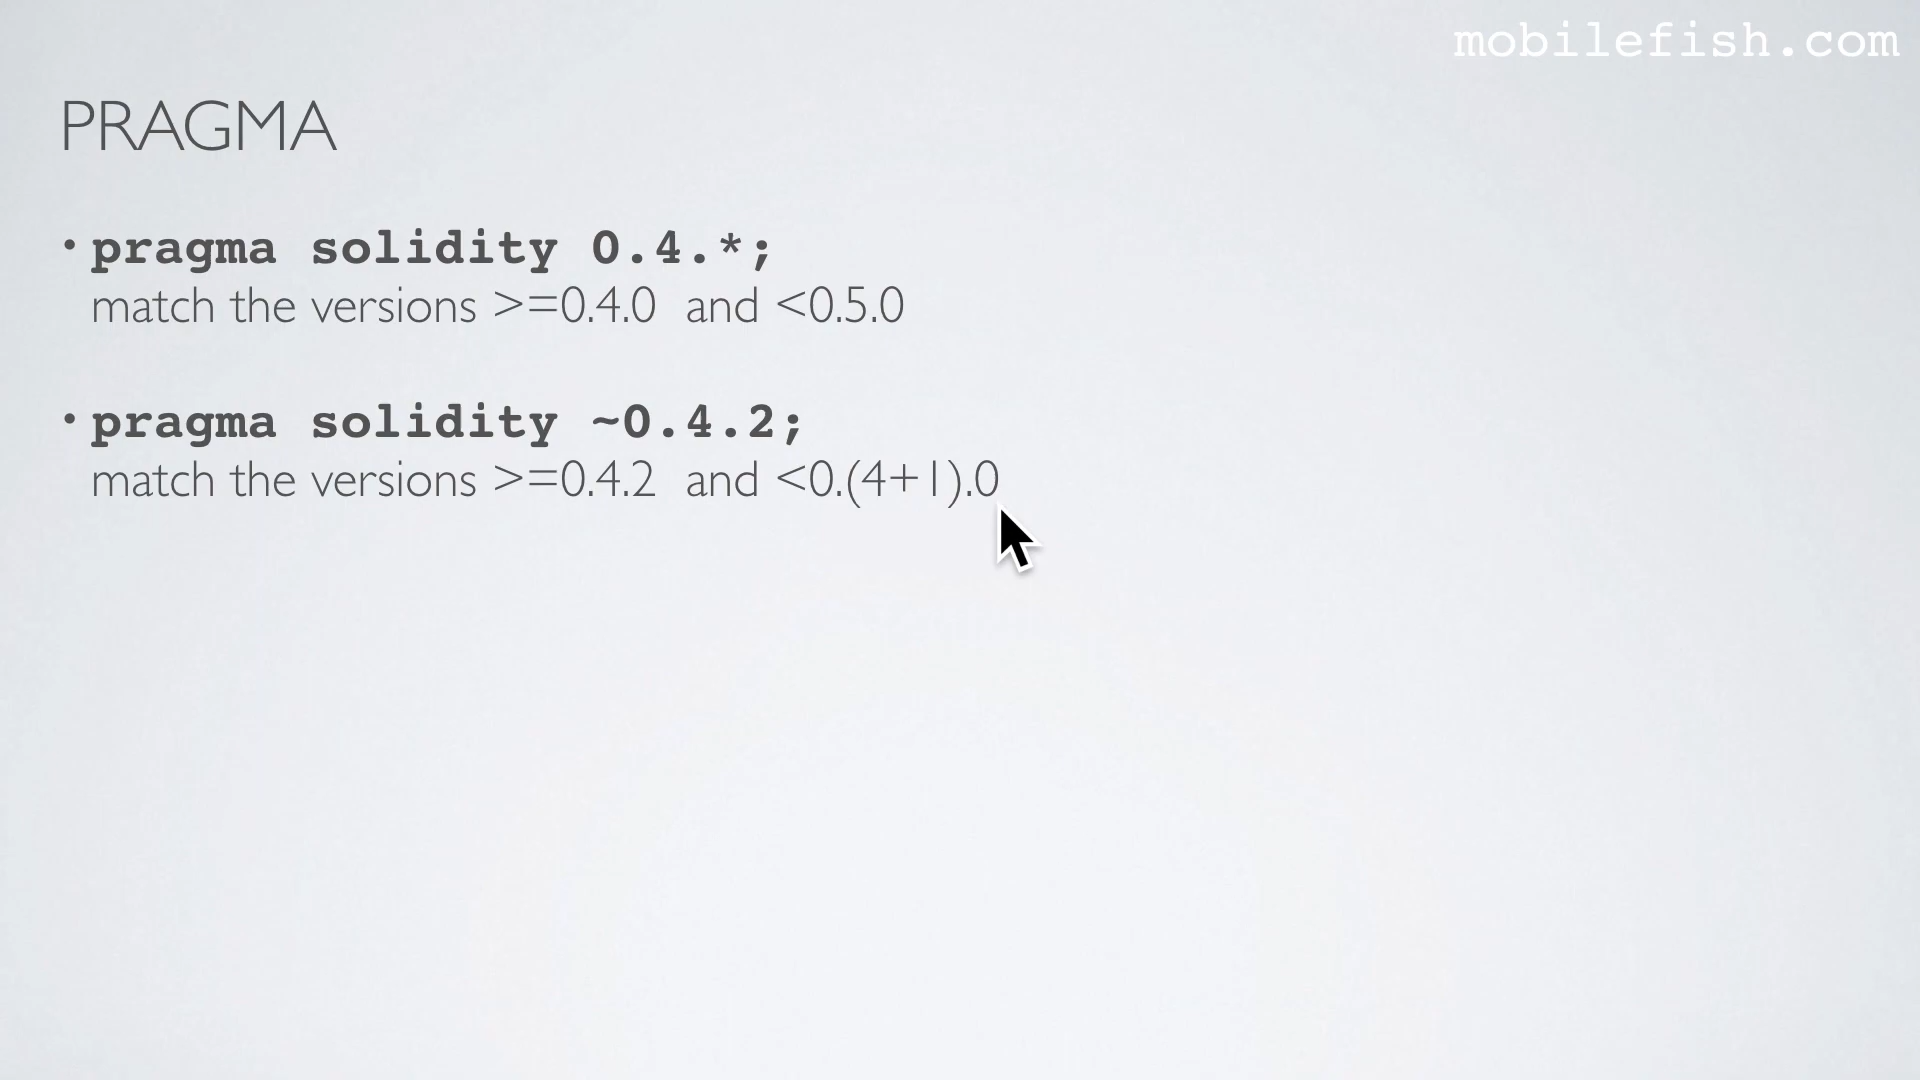 mobilefish.com
PRAGMA
• pragma solidity 0.4.*;
match the versions >=0.4.0 and <0.5.0
• pragma solidity ~0.4.2;
match the versions >=0.4.2 and <0.(4+1).0